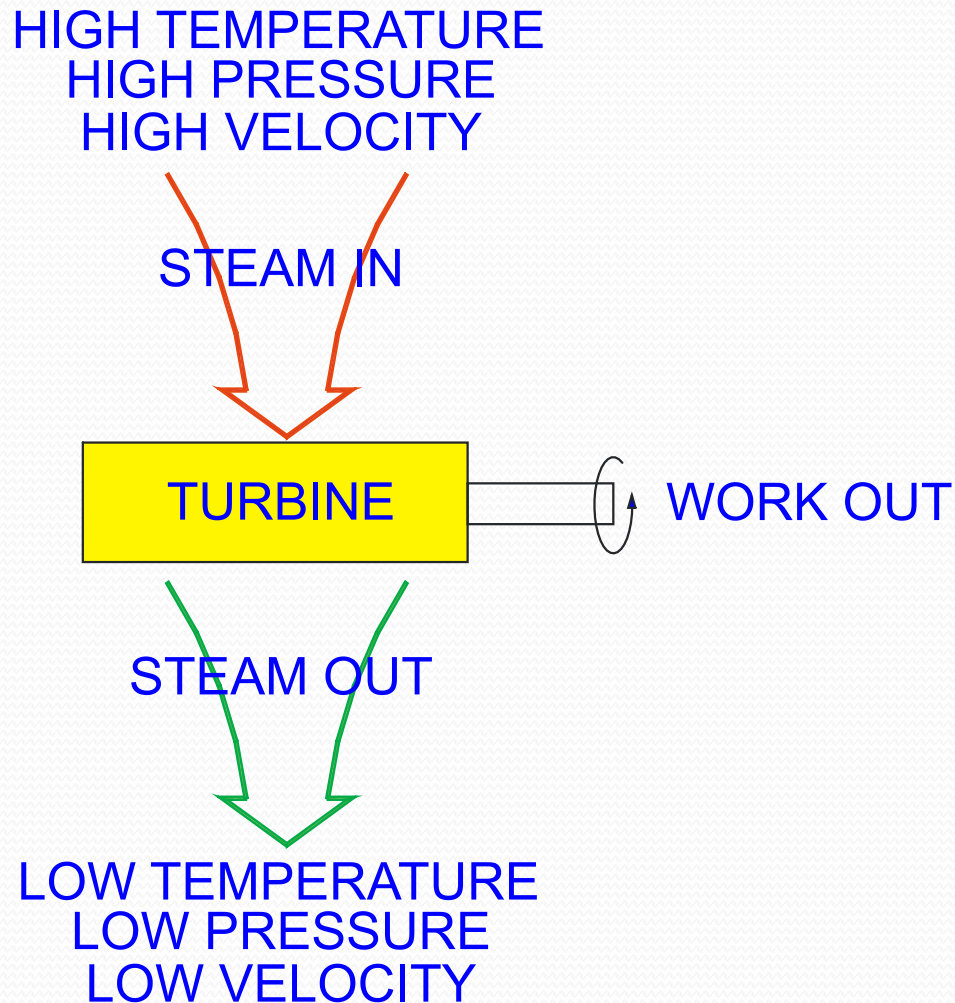 HIGH TEMPERATURE
HIGH PRESSURE
HIGH VELOCITY
STEAM IN
TURBINE
WORK OUT
STEAM OUT
LOW TEMPERATURE
LOW PRESSURE
LOW VELOCITY